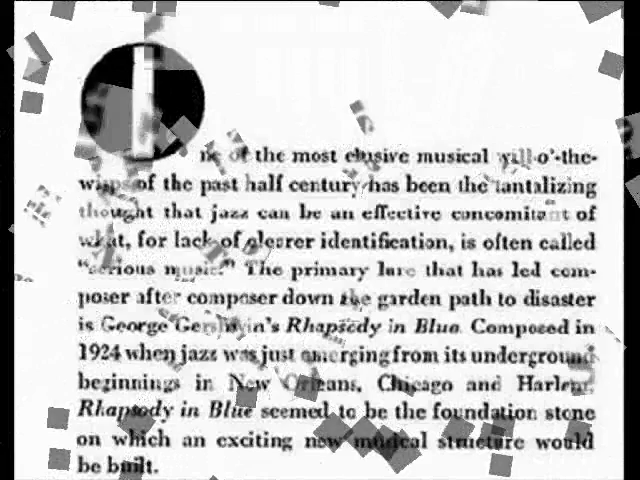 ne of the most elusive musical will-o'-the-
wisps of the past half century has been the tantalizing
thought that jazz can be an effective concomitant of
what, for lack of clearer identification, is often called
"serious music." The primary lure that has led com-
poser after composer down the garden path to disaster
is George Gershwin's Rhapsody in Blue. Composed in
1924 when jazz was just emerging from its underground
beginnings in New Orleans, Chicago and Harlem,
Rhapsody in Blue seemed to be the foundation stone
on which an exciting new musical structure would
be built.